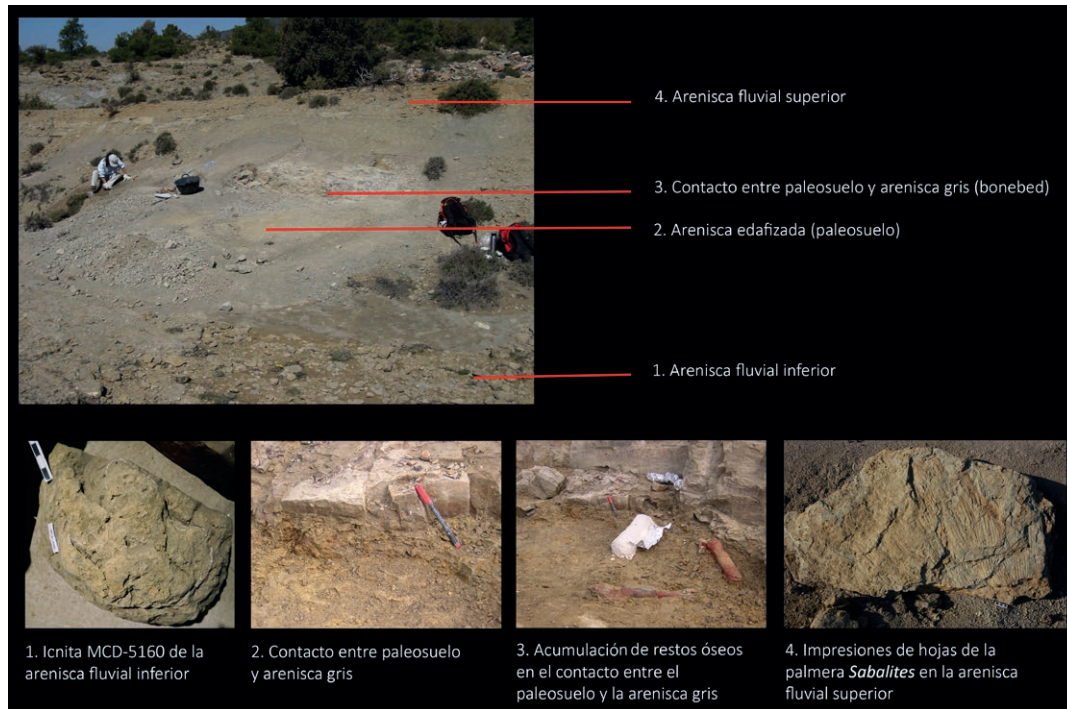 4. Arenisca fluvial superior
3. Contacto entre paleosuelo y arenisca gris (bonebed)
2. Arenisca edafizada (paleosuelo)
1. Arenisca fluvial inferior
1. Icnita MCD-5160 de la
arenisca fluvial inferior
2. Contacto entre paleosuelo
y arenisca gris
3. Acumulación de restos óseos
en el contacto entre el
paleosuelo y la arenisca gris
4. Impresiones de hojas de la
palmera Sabalites en la arenisca
fluvial superior